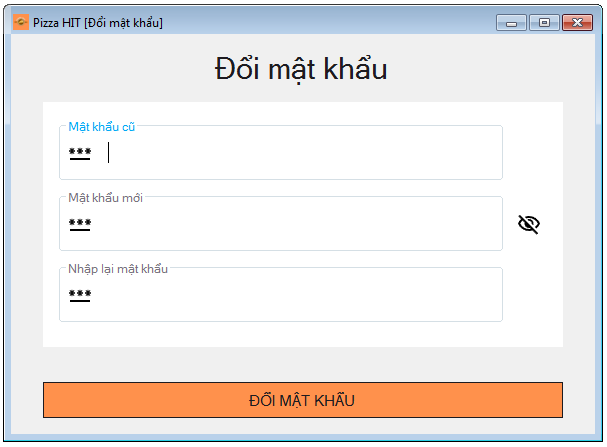 Pizza HIT [Đổi mật khẩu]
Đổi mật khẩu
Mật khẩu cũ
***
Mật khẩu mới
***
Nhập lại mật khẩu
***
ĐỔI MẬT KHẨU